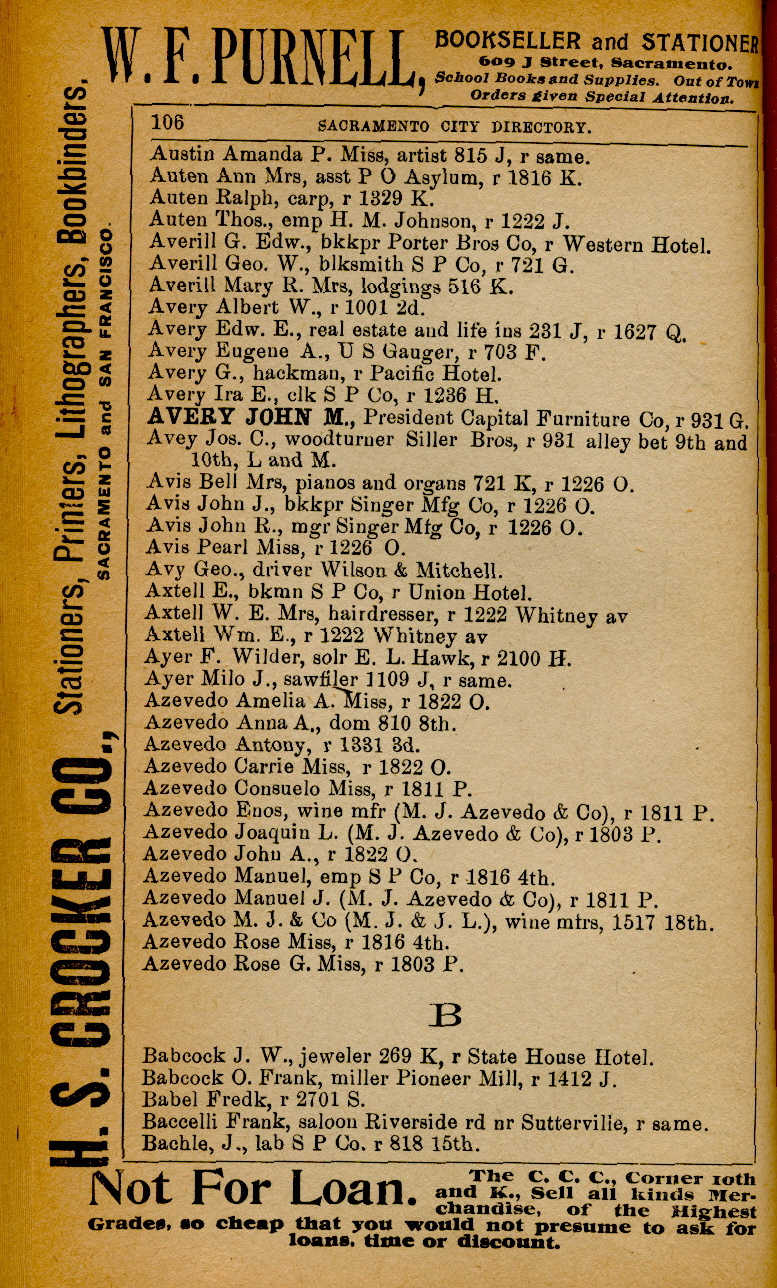 W. F. PURNELL,
BOOKSELLER and STATIONER
609 J Street, Sacramento.
School Books and Supplies. Out of Town
Orders given Special Attention.
H. S. CROCKER CO., Stationers, Printers, Lithographers, Bookbinders,
SACRAMENTO and SAN FRANCISCO.
106 SACRAMENTO CITY DIRECTORY.
Austin Amanda P. Miss, artist 815 J, r same.
Auten Ann Mrs, asst P O Asylum, r 1816 K.
Auten Ralph, carp, r 1329 K.
Auten Thos., emp H. M. Johnson, r 1222 J.
Averill G. Edw., bkkpr Porter Bros Co, r Western Hotel.
Averill Geo. W., blksmith S P Co, r 721 G.
Averill Mary R. Mrs, lodgings 516 K.
Avery Albert W., r 1001 2d.
Avery Edw. E., real estate and life ins 231 J, r 1627 Q.
Avery Eugene A., U S Gauger, r 703 F.
Avery G., hackman, r Pacific Hotel.
Avery Ira E., clk S P Co, r 1236 H.
AVERY JOHN M., President Capital Furniture Co, r 931 G.
Avey Jos. C., woodturner Siller Bros, r 931 alley bet 9th and
10th, L and M.
Avis Bell Mrs, pianos and organs 721 K, r 1226 O.
Avis John J., bkkpr Singer Mfg Co, r 1226 O.
Avis John R., mgr Singer Mfg Co, r 1226 O.
Avis Pearl Miss, r 1226 O.
Avy Geo., driver Wilson & Mitchell.
Axtell E., bkmn S P Co, r Union Hotel.
Axtell W. E. Mrs, hairdresser, r 1222 Whitney av
Axtell Wm. E., r 1222 Whitney av
Ayer F. Wilder, solr E. L. Hawk, r 2100 H.
Ayer Milo J., sawfiler 1109 J, r same.
Azevedo Amelia A. Miss, r 1822 O.
Azevedo Anna A., dom 810 8th.
Azevedo Antony, r 1331 3d.
Azevedo Carrie Miss, r 1822 O.
Azevedo Consuelo Miss, r 1811 P.
Azevedo Enos, wine mfr (M. J. Azevedo & Co), r 1811 P.
Azevedo Joaquin L. (M. J. Azevedo & Co), r 1803 P.
Azevedo John A., r 1822 O.
Azevedo Manuel, emp S P Co, r 1816 4th.
Azevedo Manuel J. (M. J. Azevedo & Co), r 1811 P.
Azevedo M. J. & Co (M. J. & J. L.), wine mfrs, 1517 18th.
Azevedo Rose Miss, r 1816 4th.
Azevedo Rose G. Miss, r 1803 P.
B
Babcock J. W., jeweler 269 K, r State House Hotel.
Babcock O. Frank, miller Pioneer Mill, r 1412 J.
Babel Fredk, r 2701 S.
Baccelli Frank, saloon Riverside rd nr Sutterville, r same.
Bachle, J., lab S P Co. r 818 15th.
Not For Loan.
The C. C. C., Corner 10th
and K., Sell all kinds Mer-
chandise, of the Highest
Grades, so cheap that you would not presume to ask for
loans, time or discount.